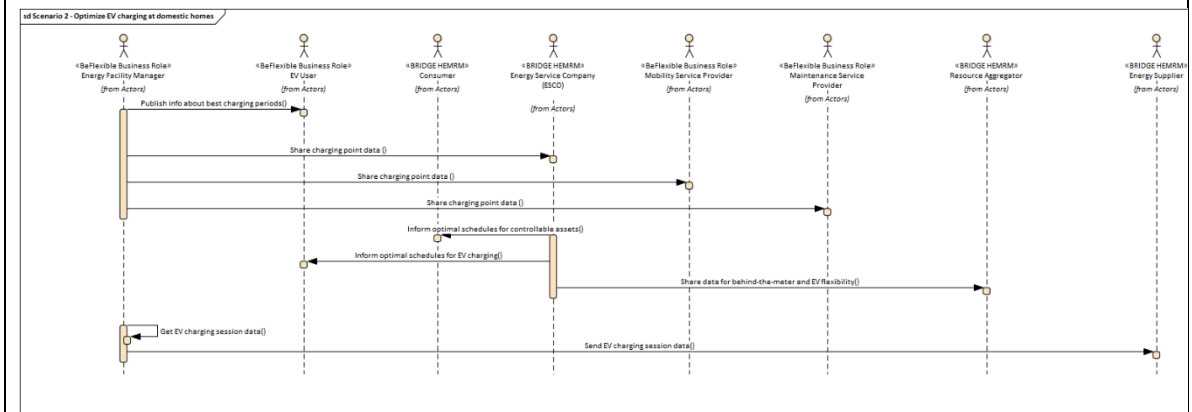 sd Scenario 2 - Optimize EV charging at domestic homes
«BeFlexible Business Role»
Energy Facility Manager
(from Actors)
«BeFlexible Business Role»
EV User
(from Actors)
«BRIDGE HEMRM»
Consumer
(from Actors)
«BRIDGE HEMRM»
Energy Service Company
(ESCO)
(from Actors)
«BeFlexible Business Role»
Mobility Service Provider
(from Actors)
«BeFlexible Business Role»
Maintenance Service
Provider
(from Actors)
«BRIDGE HEMRM»
Resource Aggregator
(from Actors)
«BRIDGE HEMRM»
Energy Supplier
(from Actors)
Publish info about best charging periods()
Share charging point data ()
Share charging point data ()
Share charging point data ()
Inform optimal schedules for controllable assets()
Inform optimal schedules for EV charging()
Share data for behind-the-meter and EV flexibility()
Get EV charging session data()
Send EV charging session data()